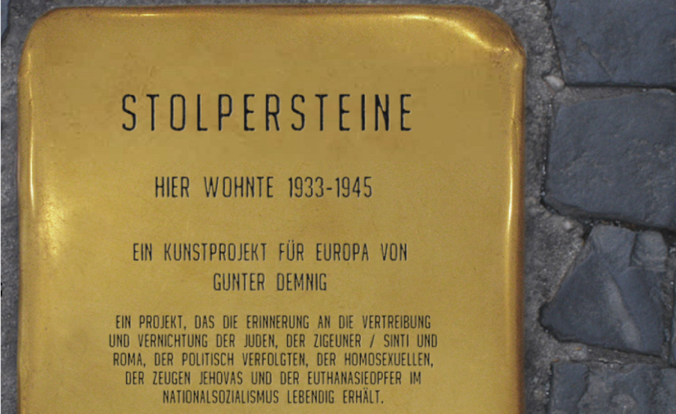 STOLPERSTEINE
HIER WOHNTE 1933-1945
EIN KUNSTPROJEKT FÜR EUROPA VON
GUNTER DEMNIG
EIN PROJEKT, DAS DIE ERINNERUNG AN DIE VERTREIBUNG
UND VERNICHTUNG DER JUDEN, DER ZIGEUNER / SINTI UND
ROMA, DER POLITISCH VERFOLGTEN, DER HOMOSEXUELLEN,
DER ZEUGEN JEHOVAS UND DER EUTHANASIEOPFER IM
NATIONALSOZIALISMUS LEBENDIG ERHÄLT.